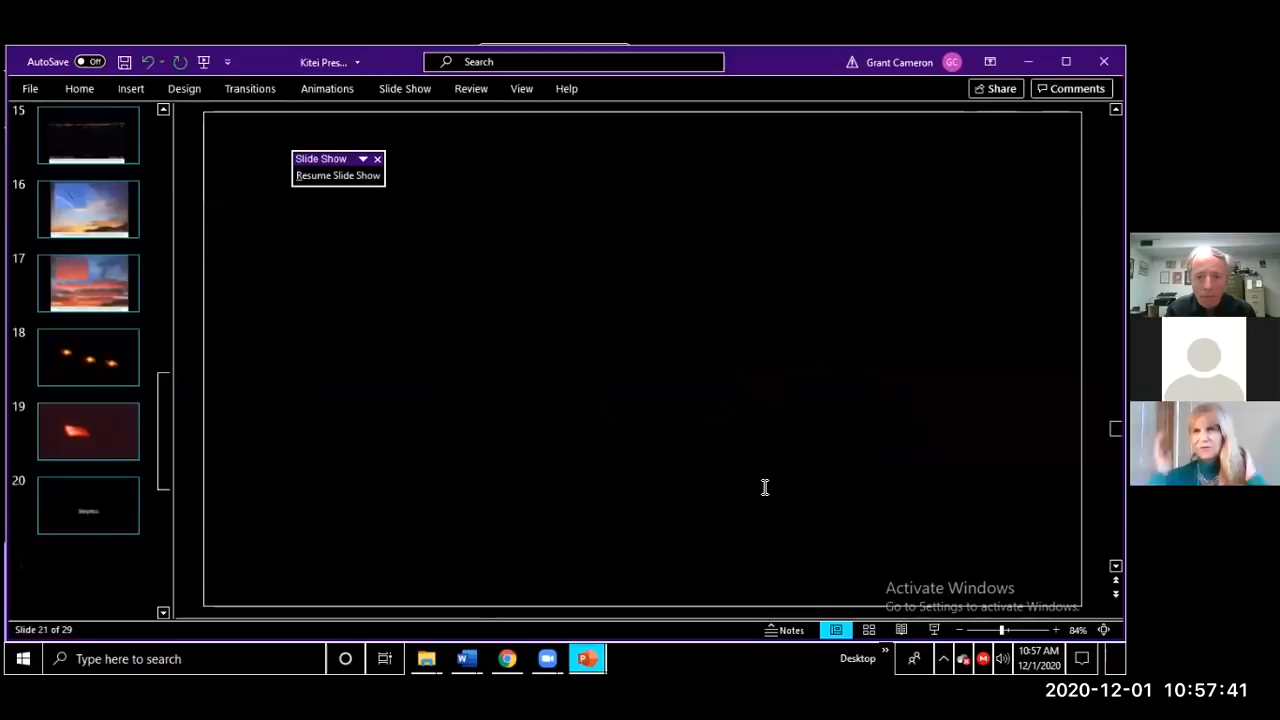 AutoSave Off Kitei Pres... Search Grant Cameron GC
File Home Insert Design Transitions Animations Slide Show Review View Help Share Comments
15
16
17
18
19
20
Slide Show
Resume Slide Show
Activate Windows
Go to Settings to activate Windows.
Slide 21 of 29 Notes 84%
Type here to search Desktop 10:57 AM
12/1/2020
2020-12-01 10:57:41